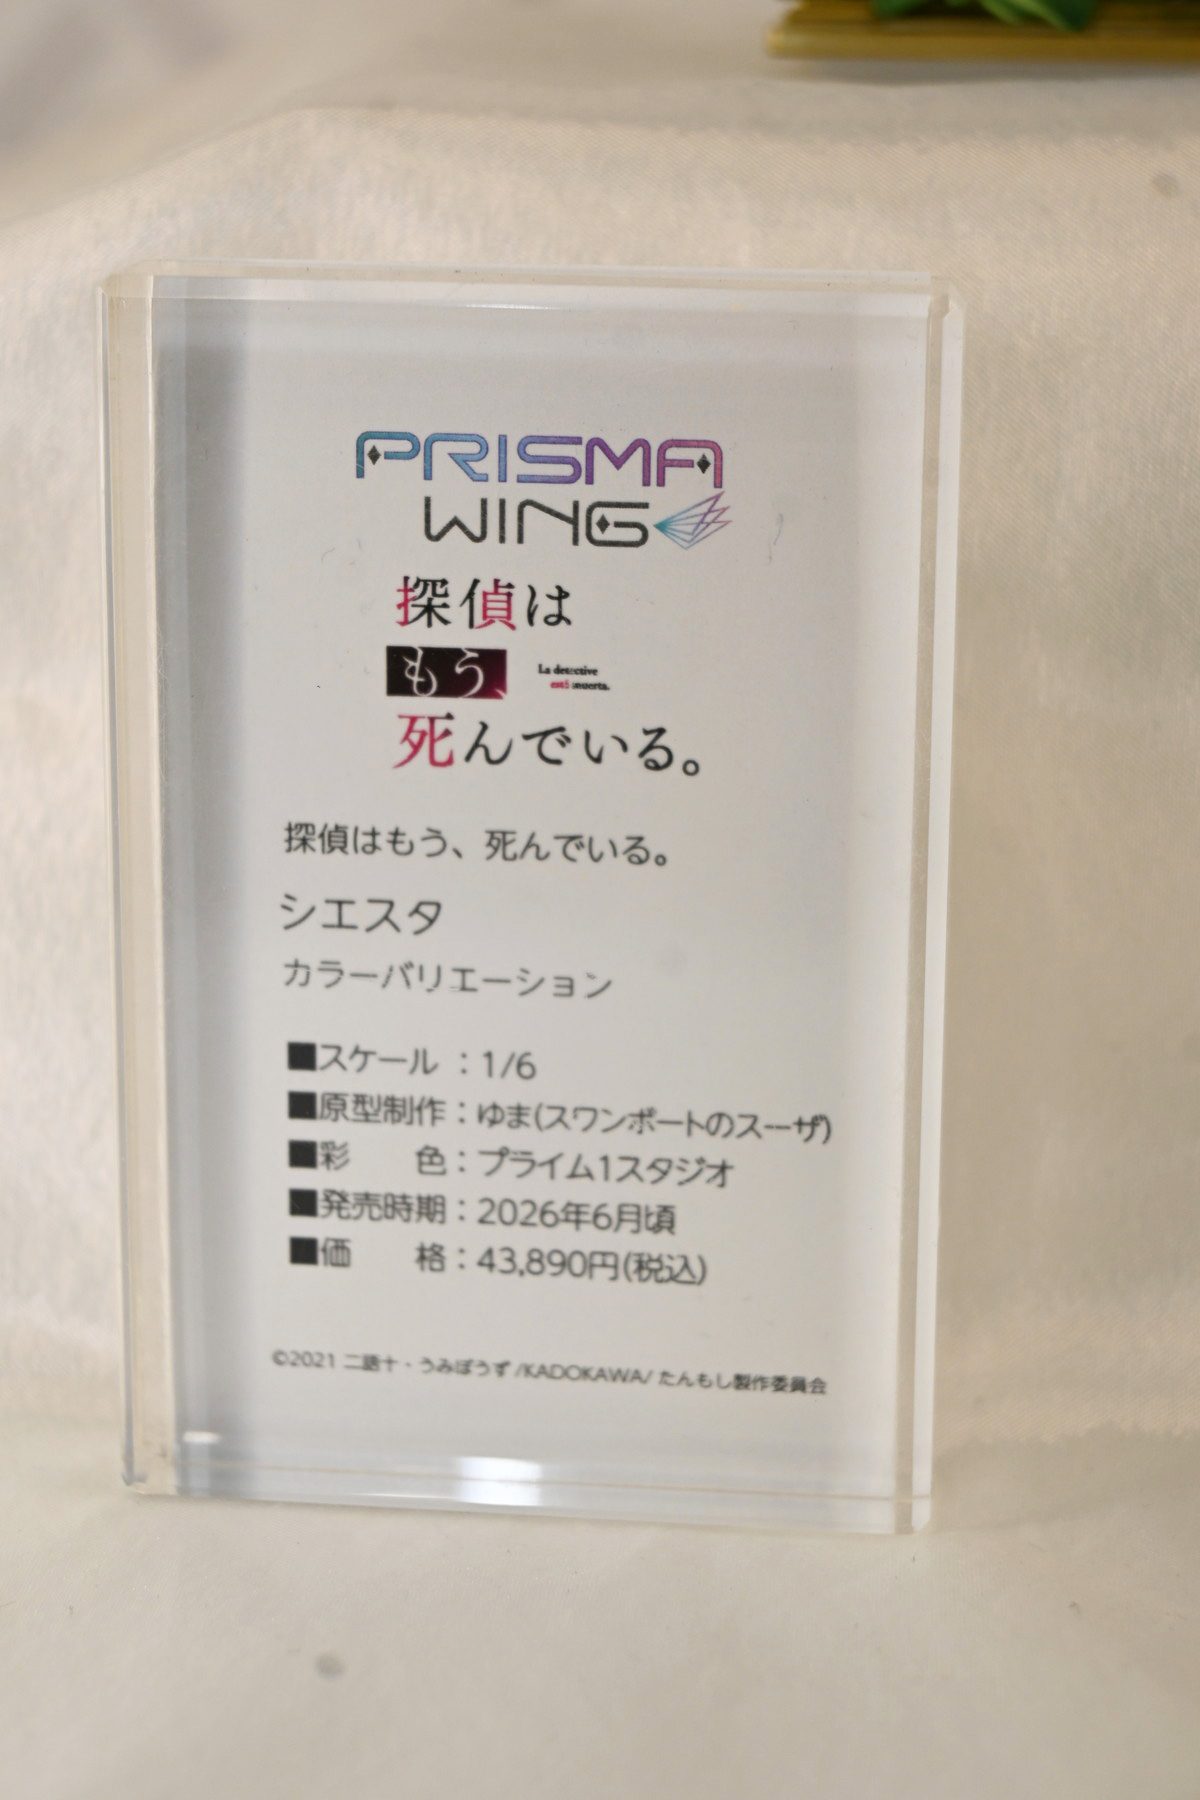 PRISMA
WING
探偵は
もう、
La detective
está muerta.
死んでいる。
探偵はもう、死んでいる。
シエスタ
カラーバリエーション
■スケール ：1/6
■原型制作：ゆま(スワンボートのスーザ)
■彩　　色：プライム1スタジオ
■発売時期：2026年6月頃
■価　　格：43,890円(税込)
©2021 二語十・うみぼうず/KADOKAWA/たんもし製作委員会